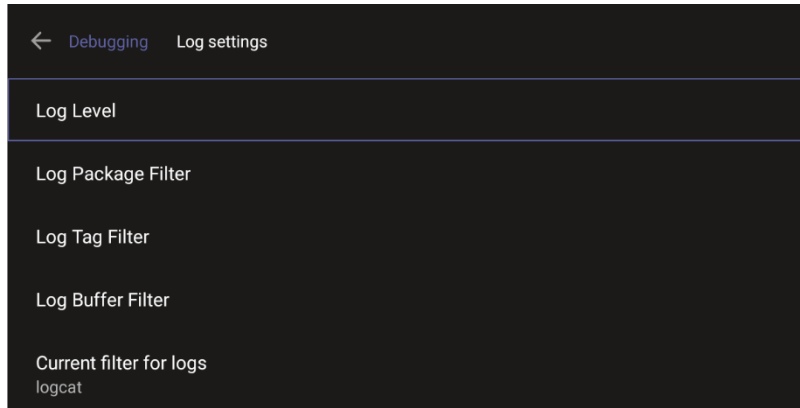 Debugging Log settings
Log Level
Log Package Filter
Log Tag Filter
Log Buffer Filter
Current filter for logs
logcat